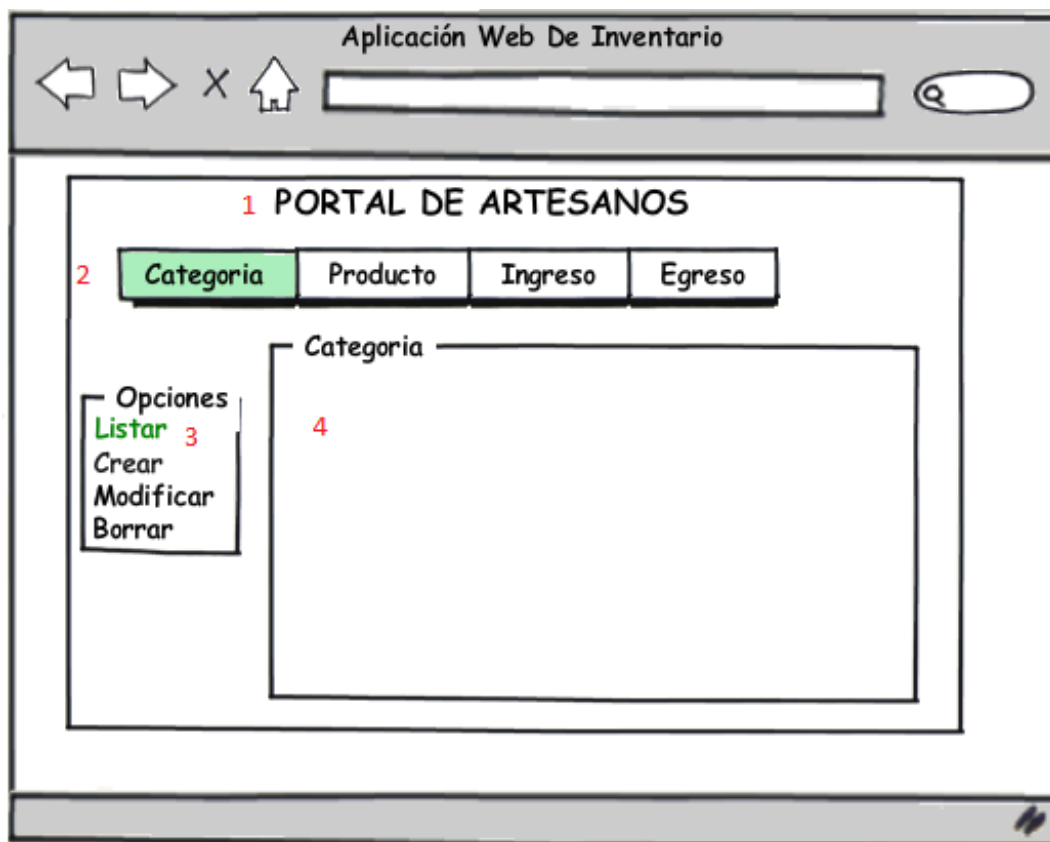 Aplicación Web De Inventario
1 PORTAL DE ARTESANOS
2 Categoria Producto Ingreso Egreso
Categoria
Opciones
Listar 3
4
Crear
Modificar
Borrar